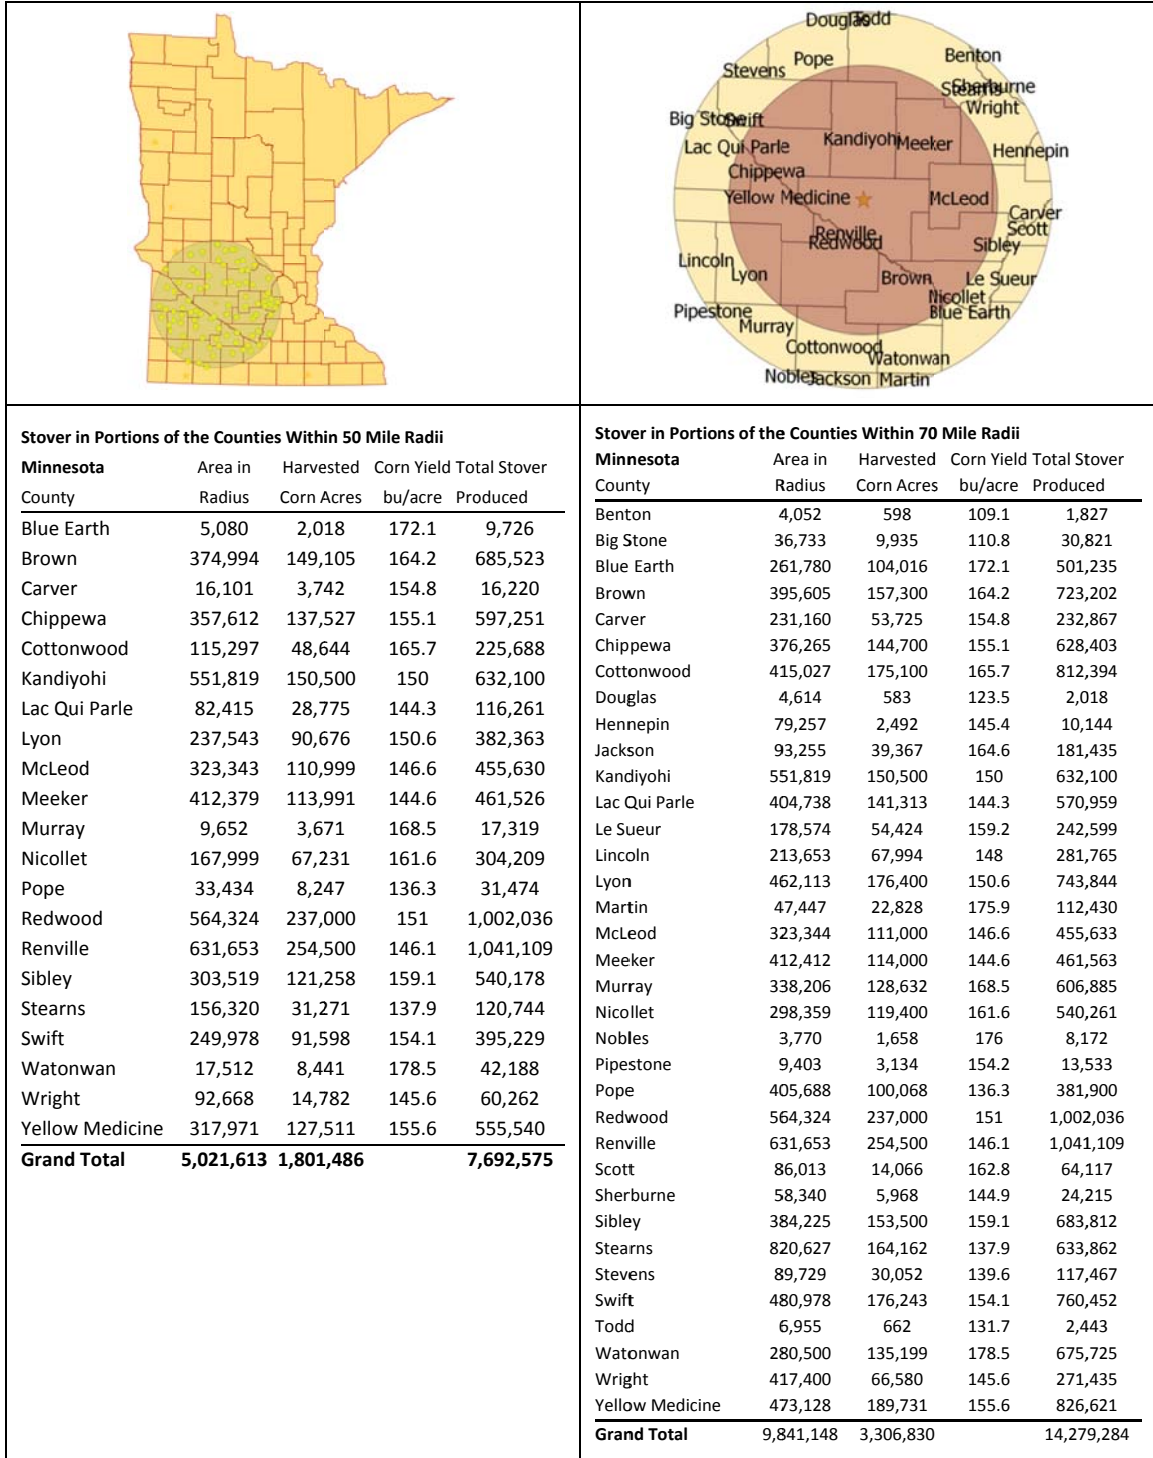 Douglas Todd
Pope Benton
Stevens
Stearns Sherburne
Wright
Big Stone Swift
Lac Qui Parle Kandiyohi Meeker Hennepin
Chippewa
Yellow Medicine McLeod
Carver
Scott
Renville
Redwood Sibley
Lincoln
Lyon Brown Le Sueur
Nicollet
Pipestone Blue Earth
Murray
Cottonwood
Watonwan
Nobles Jackson Martin
Stover in Portions of the Counties Within 50 Mile Radii
Minnesota Area in Harvested Corn Yield Total Stover
County Radius Corn Acres bu/acre Produced
Blue Earth 5,080 2,018 172.1 9,726
Brown 374,994 149,105 164.2 685,523
Carver 16,101 3,742 154.8 16,220
Chippewa 357,612 137,527 155.1 597,251
Cottonwood 115,297 48,644 165.7 225,688
Kandiyohi 551,819 150,500 150 632,100
Lac Qui Parle 82,415 28,775 144.3 116,261
Lyon 237,543 90,676 150.6 382,363
McLeod 323,343 110,999 146.6 455,630
Meeker 412,379 113,991 144.6 461,526
Murray 9,652 3,671 168.5 17,319
Nicollet 167,999 67,231 161.6 304,209
Pope 33,434 8,247 136.3 31,474
Redwood 564,324 237,000 151 1,002,036
Renville 631,653 254,500 146.1 1,041,109
Sibley 303,519 121,258 159.1 540,178
Stearns 156,320 31,271 137.9 120,744
Swift 249,978 91,598 154.1 395,229
Watonwan 17,512 8,441 178.5 42,188
Wright 92,668 14,782 145.6 60,262
Yellow Medicine 317,971 127,511 155.6 555,540
Grand Total 5,021,613 1,801,486 7,692,575
Stover in Portions of the Counties Within 70 Mile Radii
Minnesota Area in Harvested Corn Yield Total Stover
County Radius Corn Acres bu/acre Produced
Benton 4,052 598 109.1 1,827
Big Stone 36,733 9,935 110.8 30,821
Blue Earth 261,780 104,016 172.1 501,235
Brown 395,605 157,300 164.2 723,202
Carver 231,160 53,725 154.8 232,867
Chippewa 376,265 144,700 155.1 628,403
Cottonwood 415,027 175,100 165.7 812,394
Douglas 4,614 583 123.5 2,018
Hennepin 79,257 2,492 145.4 10,144
Jackson 93,255 39,367 164.6 181,435
Kandiyohi 551,819 150,500 150 632,100
Lac Qui Parle 404,738 141,313 144.3 570,959
Le Sueur 178,574 54,424 159.2 242,599
Lincoln 213,653 67,994 148 281,765
Lyon 462,113 176,400 150.6 743,844
Martin 47,447 22,828 175.9 112,430
McLeod 323,344 111,000 146.6 455,633
Meeker 412,412 114,000 144.6 461,563
Murray 338,206 128,632 168.5 606,885
Nicollet 298,359 119,400 161.6 540,261
Nobles 3,770 1,658 176 8,172
Pipestone 9,403 3,134 154.2 13,533
Pope 405,688 100,068 136.3 381,900
Redwood 564,324 237,000 151 1,002,036
Renville 631,653 254,500 146.1 1,041,109
Scott 86,013 14,066 162.8 64,117
Sherburne 58,340 5,968 144.9 24,215
Sibley 384,225 153,500 159.1 683,812
Stearns 820,627 164,162 137.9 633,862
Stevens 89,729 30,052 139.6 117,467
Swift 480,978 176,243 154.1 760,452
Todd 6,955 662 131.7 2,443
Watonwan 280,500 135,199 178.5 675,725
Wright 417,400 66,580 145.6 271,435
Yellow Medicine 473,128 189,731 155.6 826,621
Grand Total 9,841,148 3,306,830 14,279,284